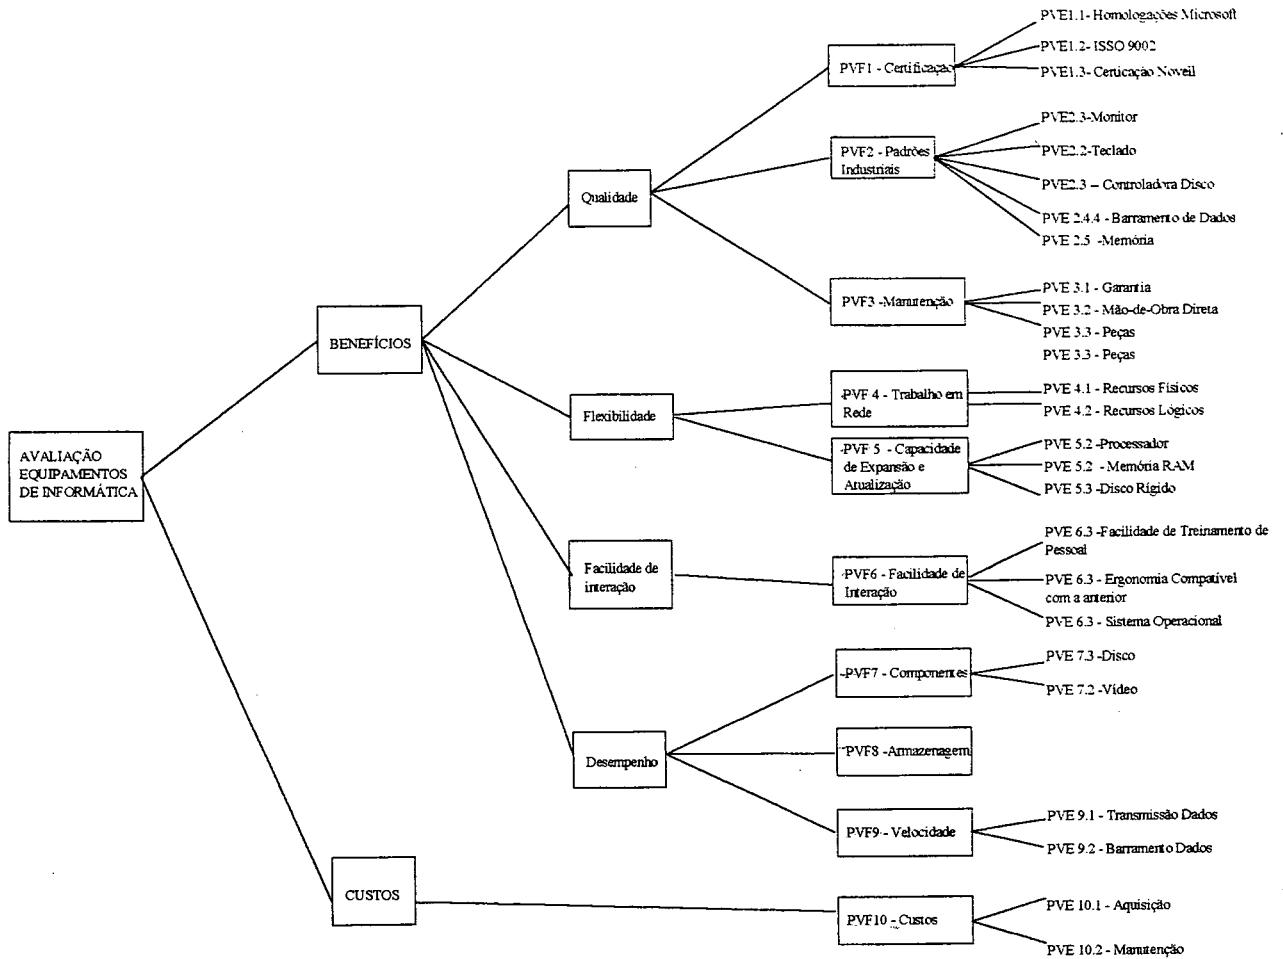 AVALIAÇÃO
EQUIPAMENTOS
DE INFORMÁTICA
BENEFÍCIOS
CUSTOS
Qualidade
Flexibilidade
Facilidade de
interação
Desempenho
PVF1 - Certificação
PVE1.1- Homologações Microsoft
PVE1.2- ISSO 9002
PVE1.3- Certicação Novell
PVF2 - Padrões
Industriais
PVE2.3-Monitor
PVE2.2-Teclado
PVE2.3 – Controladora Disco
PVE 2.4.4 - Barramento de Dados
PVE 2.5 -Memória
PVF3 -Manutenção
PVE 3.1 - Garantia
PVE 3.2 - Mão-de-Obra Direta
PVE 3.3 - Peças
PVE 3.3 - Peças
PVF 4 - Trabalho em
Rede
PVE 4.1 - Recursos Físicos
PVE 4.2 - Recursos Lógicos
PVF 5 - Capacidade
de Expansão e
Atualização
PVE 5.2 -Processador
PVE 5.2 - Memória RAM
PVE 5.3 -Disco Rígido
PVF6 - Facilidade de
Interação
PVE 6.3 -Facilidade de Treinamento de
Pessoal
PVE 6.3 - Ergonomia Compatível
com a anterior
PVE 6.3 - Sistema Operacional
PVF7 - Componentes
PVE 7.3 -Disco
PVE 7.2 -Vídeo
PVF8 -Armazenagem
PVF9 - Velocidade
PVE 9.1 - Transmissão Dados
PVE 9.2 - Barramento Dados
PVF10 - Custos
PVE 10.1 - Aquisição
PVE 10.2 - Manutenção